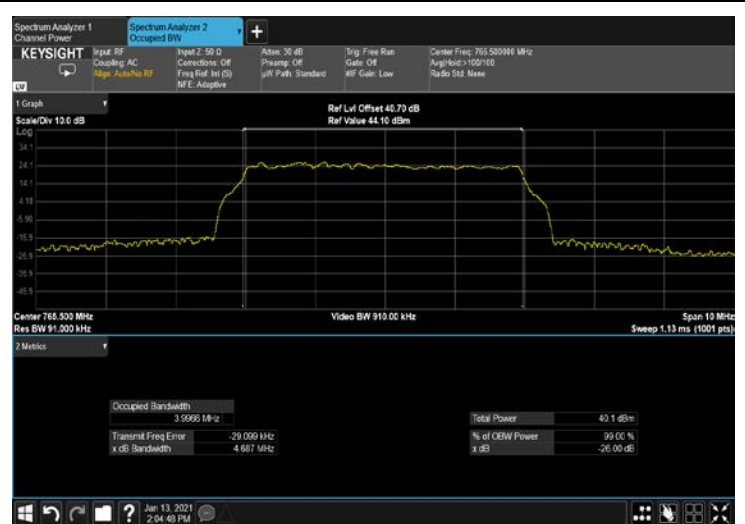 Spectrum Analyzer 1
Channel Power
Spectrum Analyzer 2
Occupied BW
+
KEYSIGHT
Input: RF
Coupling: AC
Align: Auto/No RF
Input Z: 50 Ω
Corrections: Off
Freq Ref: Int (S)
NFE: Adaptive
Atten: 30 dB
Preamp: Off
µW Path: Standard
Trig: Free Run
Gate: Off
#IF Gain: Low
Center Freq: 765.500000 MHz
Avg|Hold:>100/100
Radio Std: None
LV
1 Graph
Scale/Div 10.0 dB
Ref Lvl Offset 40.70 dB
Ref Value 44.10 dBm
Log
34.1
24.1
14.1
4.10
-5.90
-15.9
-25.9
-35.9
-45.9
Center 765.500 MHz
Res BW 91.000 kHz
Video BW 910.00 kHz
Span 10 MHz
Sweep 1.13 ms (1001 pts)
2 Metrics
Occupied Bandwidth
3.9966 MHz
Transmit Freq Error -29.099 kHz
x dB Bandwidth 4.687 MHz
Total Power 40.1 dBm
% of OBW Power 99.00 %
x dB -26.00 dB
?
Jan 13, 2021
2:04:48 PM